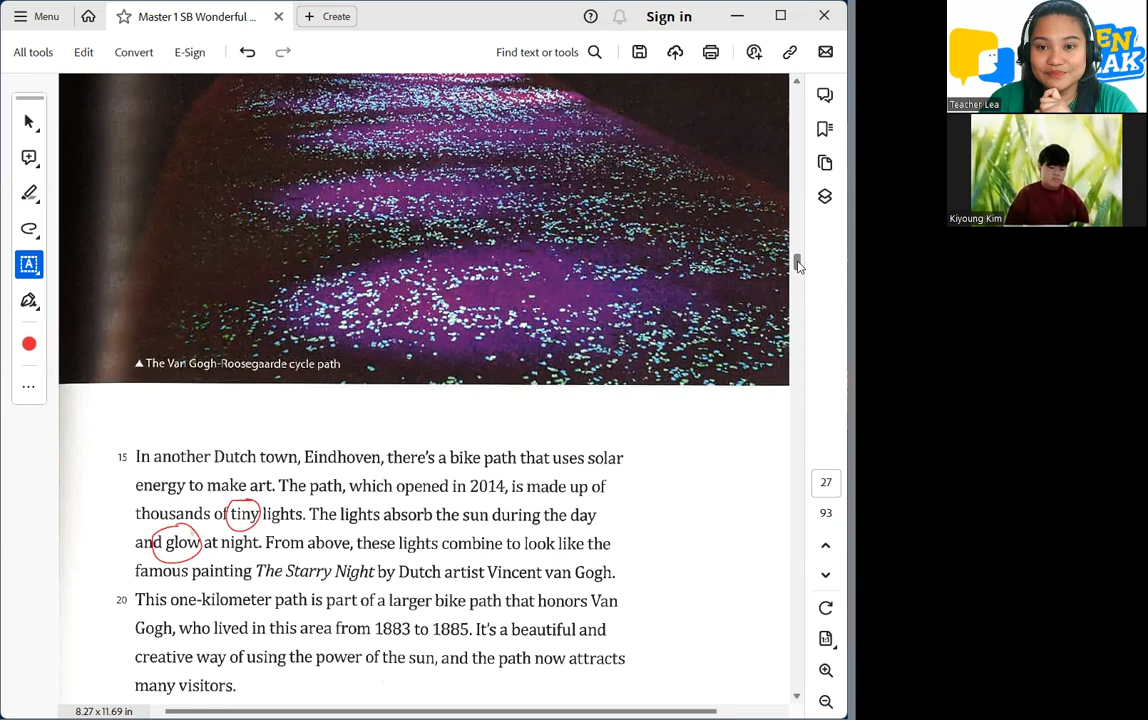 Menu
Master 1 SB Wonderful ...
Create
Sign in
All tools
Edit
Convert
E-Sign
Find text or tools
EN
AK
Teacher Lea
Kiyoung Kim
▲ The Van Gogh-Roosegaarde cycle path
15 In another Dutch town, Eindhoven, there's a bike path that uses solar
energy to make art. The path, which opened in 2014, is made up of
thousands of tiny lights. The lights absorb the sun during the day
and glow at night. From above, these lights combine to look like the
famous painting The Starry Night by Dutch artist Vincent van Gogh.
20 This one-kilometer path is part of a larger bike path that honors Van
Gogh, who lived in this area from 1883 to 1885. It's a beautiful and
creative way of using the power of the sun, and the path now attracts
many visitors.
27
93
8.27 x 11.69 in